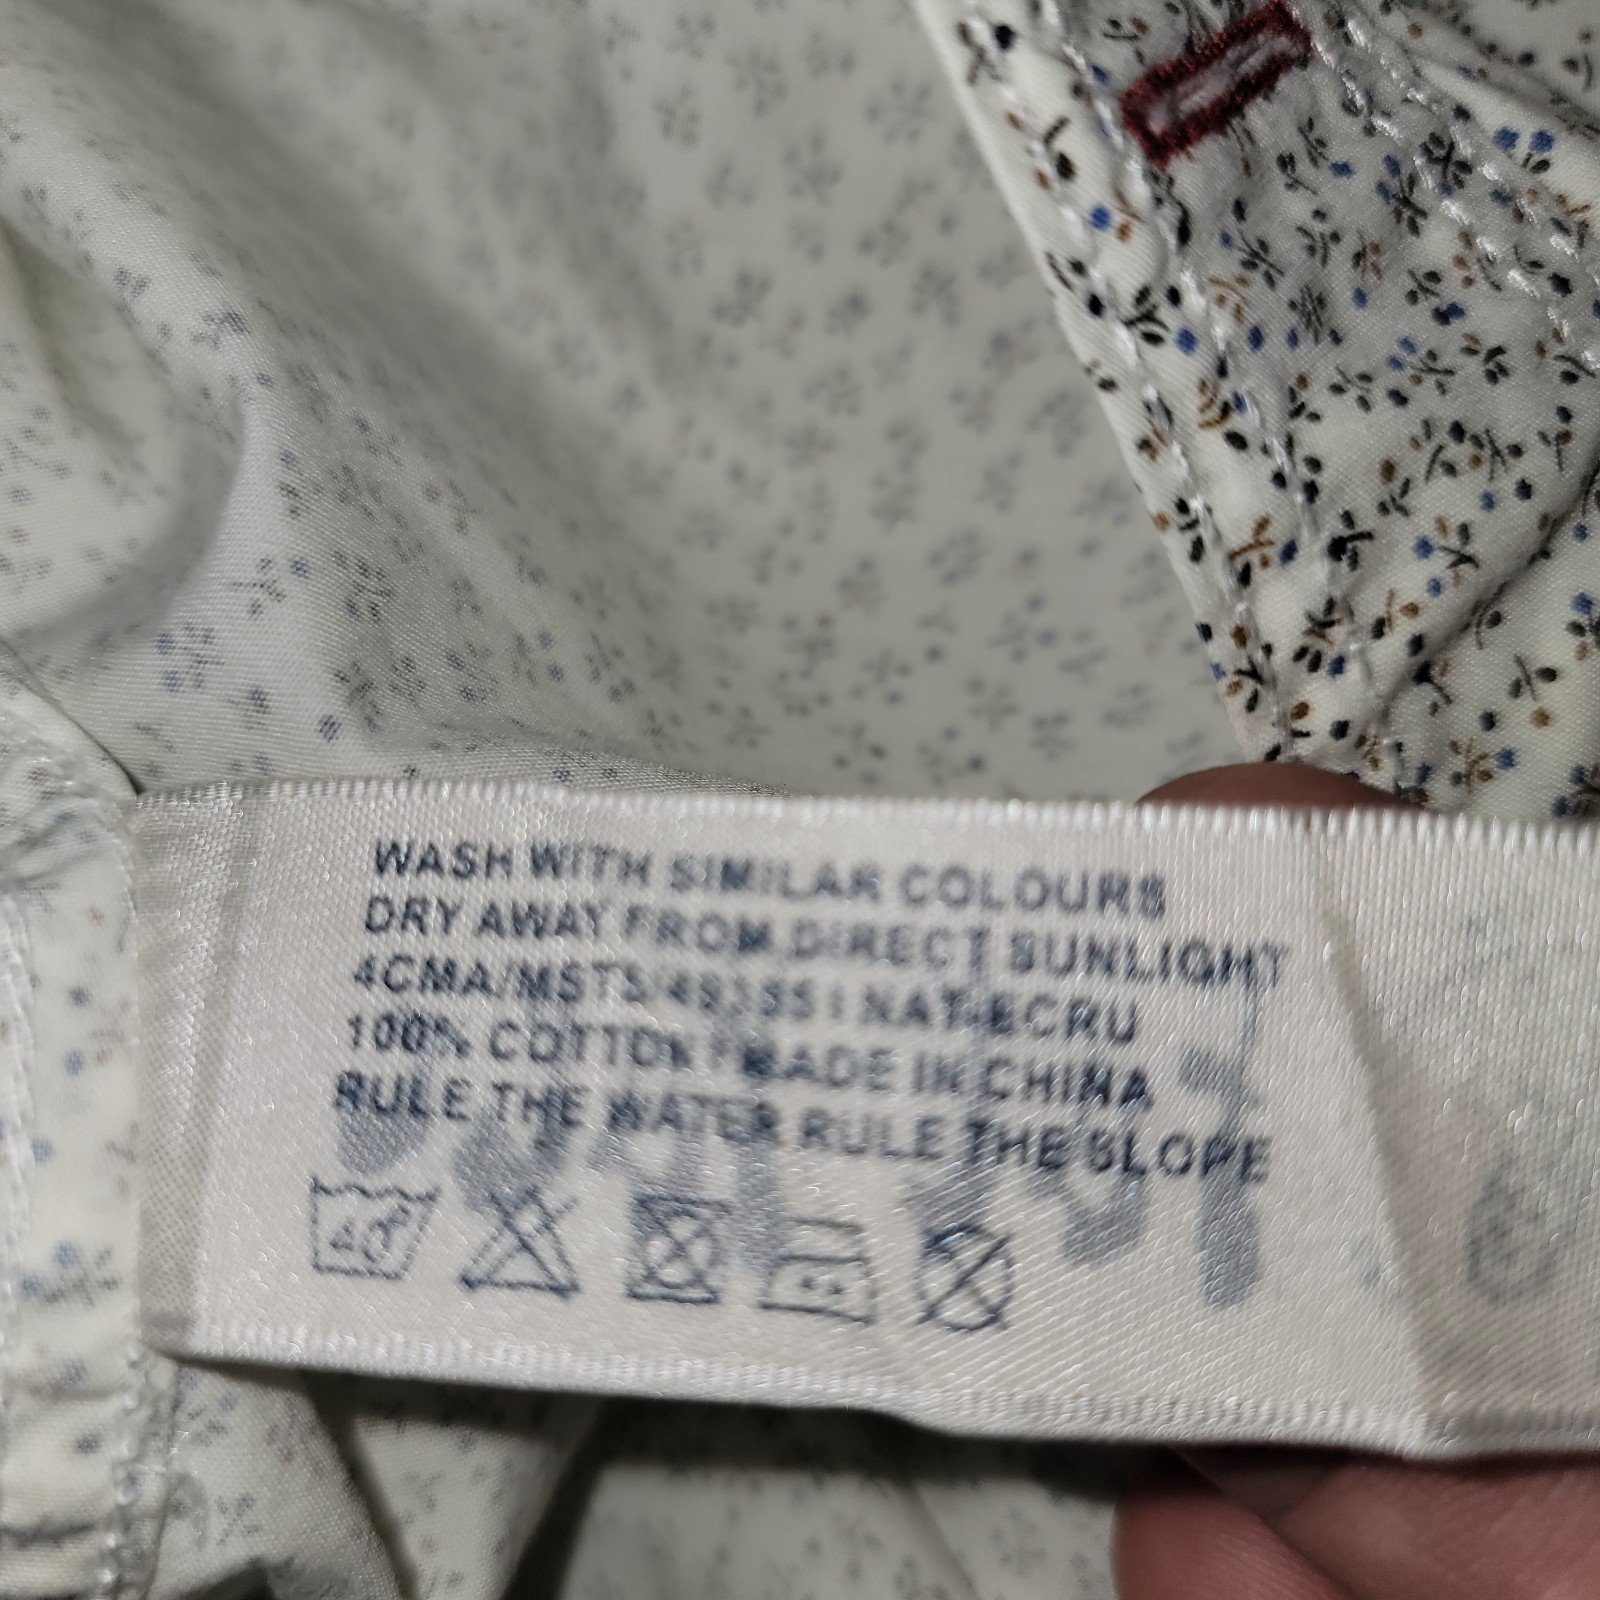 WASH WITH SIMILAR COLOURS
DRY AWAY FROM DIRECT SUNLIGHT
100% COTTON / MADE IN CHINA
RULE THE WATER RULE THE SLOPE
40